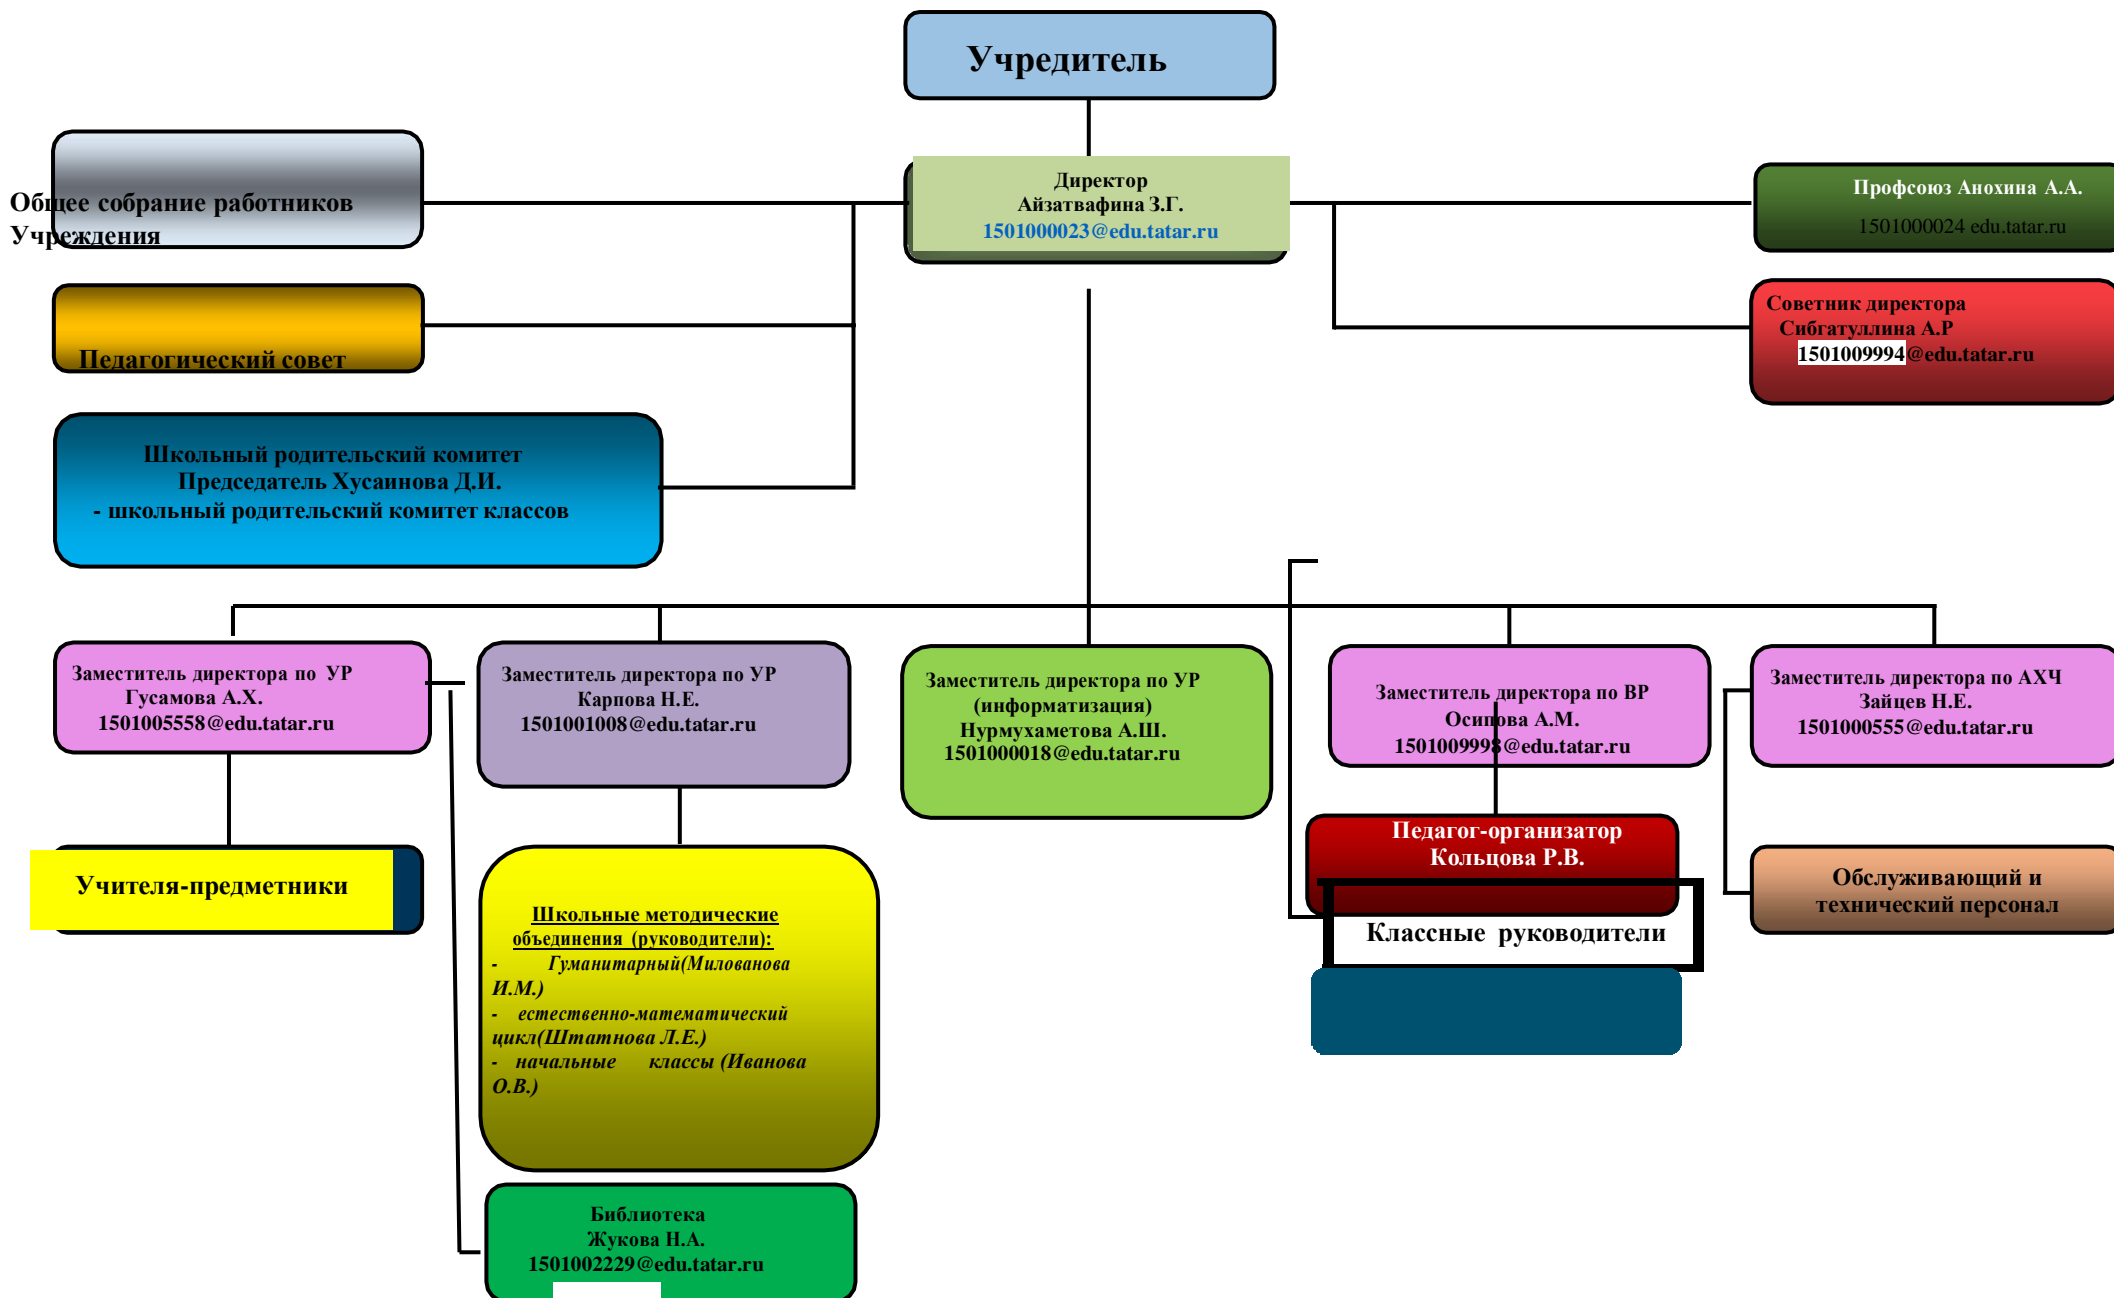 Учредитель
Общее собрание работников
Учреждения
Директор
Айзатвафина З.Г.
1501000023@edu.tatar.ru
Профсоюз Анохина А.А.
1501000024 edu.tatar.ru
Педагогический совет
Советник директора
Сибгатуллина А.Р
1501009994@edu.tatar.ru
Школьный родительский комитет
Председатель Хусаинова Д.И.
- школьный родительский комитет классов
Заместитель директора по УР
Гусамова А.Х.
1501005558@edu.tatar.ru
Заместитель директора по УР
Карпова Н.Е.
1501001008@edu.tatar.ru
Заместитель директора по УР
(информатизация)
Нурмухаметова А.Ш.
1501000018@edu.tatar.ru
Заместитель директора по ВР
Осипова А.М.
1501009998@edu.tatar.ru
Заместитель директора по АХЧ
Зайцев Н.Е.
1501000555@edu.tatar.ru
Учителя-предметники
Школьные методические
объединения (руководители):
- Гуманитарный(Милованова
И.М.)
- естественно-математический
цикл(Штатнова Л.Е.)
- начальные классы (Иванова
О.В.)
Педагог-организатор
Кольцова Р.В.
Классные руководители
Обслуживающий и
технический персонал
Библиотека
Жукова Н.А.
1501002229@edu.tatar.ru